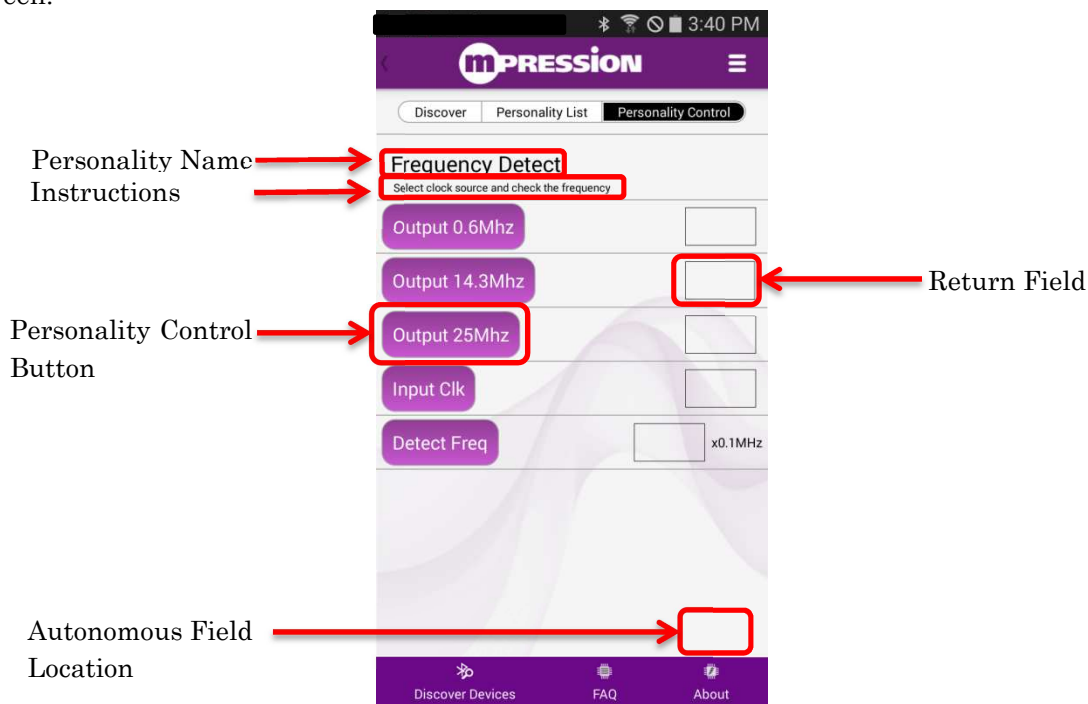 3:40 PM
mpression
Discover Personality List Personality Control
Personality Name
Frequency Detect
Instructions
Select clock source and check the frequency
Output 0.6Mhz
Output 14.3Mhz
Return Field
Personality Control
Button
Output 25Mhz
Input Clk
Detect Freq
x0.1MHz
Autonomous Field
Location
Discover Devices FAQ About